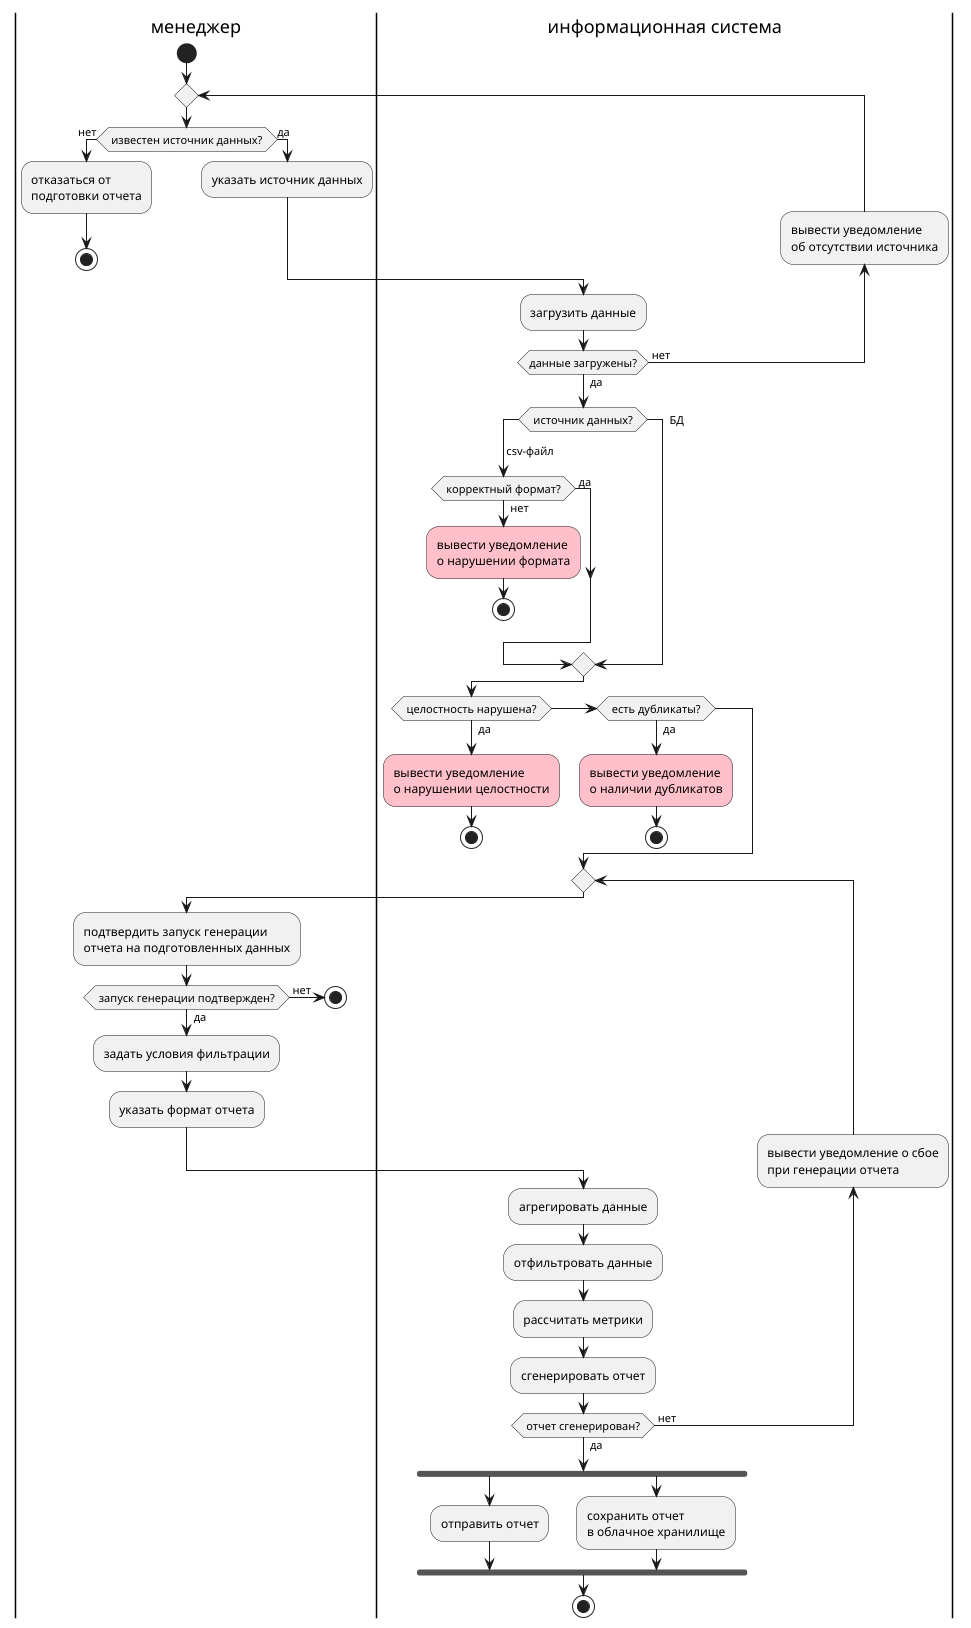 менеджер
информационная система
нет
известен источник данных?
да
отказаться от
подготовки отчета
указать источник данных
вывести уведомление
об отсутствии источника
загрузить данные
данные загружены?
нет
да
источник данных?
БД
csv-файл
корректный формат?
да
нет
вывести уведомление
о нарушении формата
целостность нарушена?
есть дубликаты?
да
да
вывести уведомление
о нарушении целостности
вывести уведомление
о наличии дубликатов
подтвердить запуск генерации
отчета на подготовленных данных
запуск генерации подтвержден?
нет
да
задать условия фильтрации
указать формат отчета
вывести уведомление о сбое
при генерации отчета
агрегировать данные
отфильтровать данные
рассчитать метрики
сгенерировать отчет
отчет сгенерирован?
нет
да
отправить отчет
сохранить отчет
в облачное хранилище